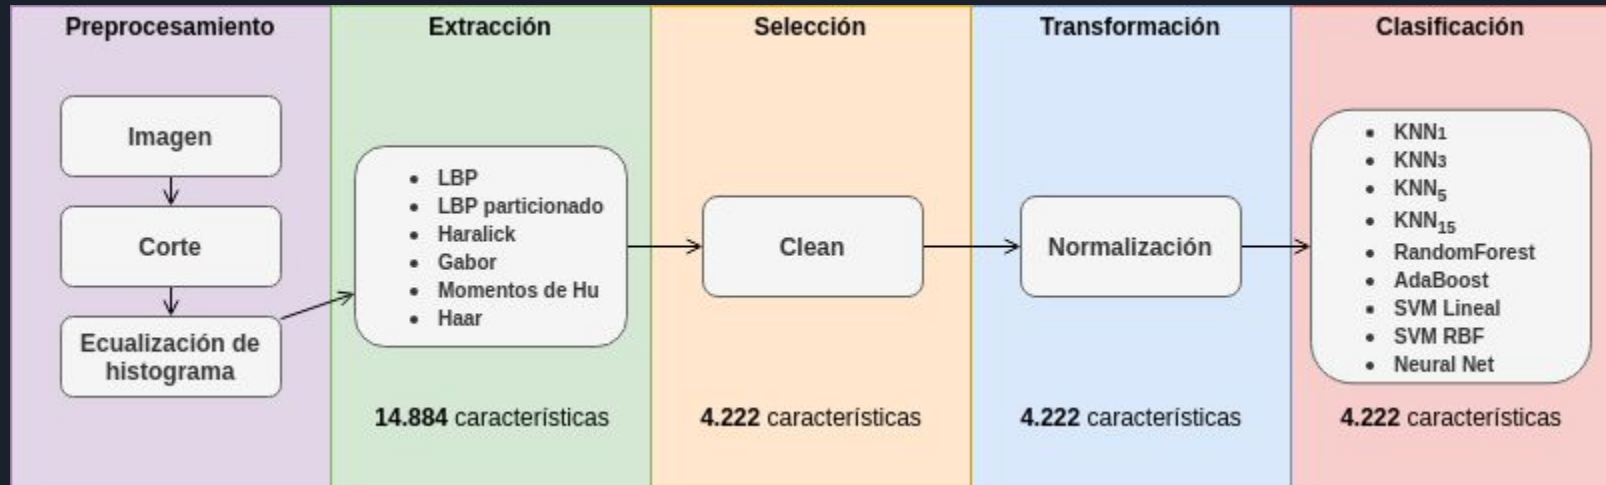 Preprocesamiento
Imagen
Corte
Ecualización de
histograma
Extracción
• LBP
• LBP particionado
• Haralick
• Gabor
• Momentos de Hu
• Haar
14.884 características
Selección
Clean
4.222 características
Transformación
Normalización
4.222 características
Clasificación
• KNN1
• KNN3
• KNN5
• KNN15
• RandomForest
• AdaBoost
• SVM Lineal
• SVM RBF
• Neural Net
4.222 características